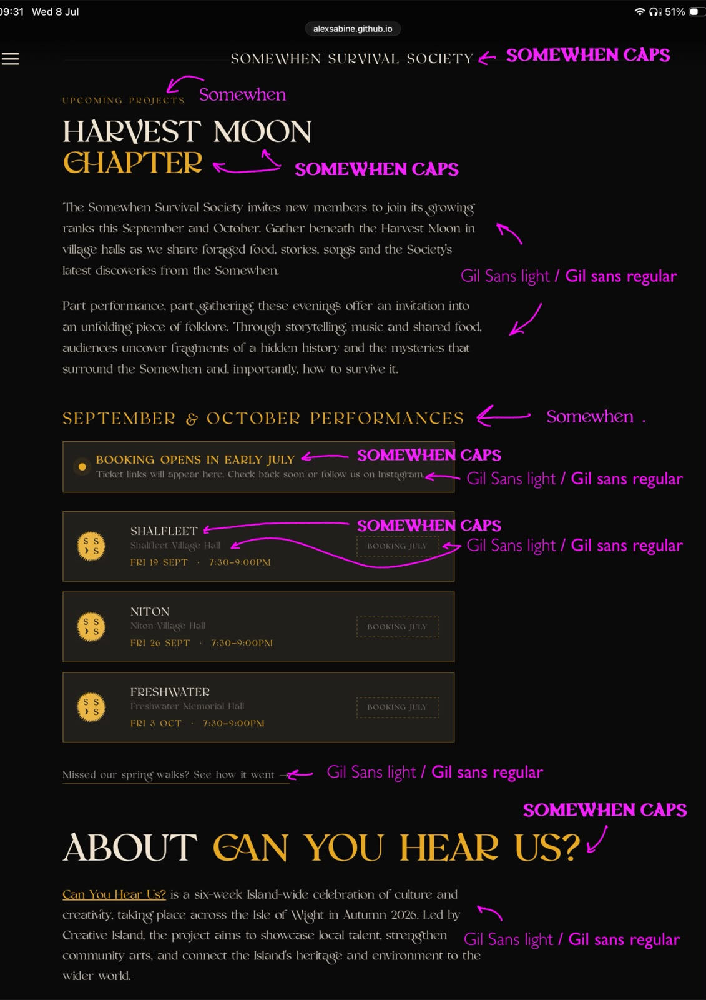 09:31 Wed 8 Jul 51%
alexsabine.github.io
SOMEWHEN SURVIVAL SOCIETY SOMEWHEN CAPS
UPCOMING PROJECTS Somewhen
HARVEST MOON
CHAPTER SOMEWHEN CAPS
The Somewhen Survival Society invites new members to join its growing
ranks this September and October. Gather beneath the Harvest Moon in
village halls as we share foraged food, stories, songs and the Society's
latest discoveries from the Somewhen.
Gil Sans light / Gil sans regular
Part performance, part gathering, these evenings offer an invitation into
an unfolding piece of folklore. Through storytelling, music and shared food,
audiences uncover fragments of a hidden history and the mysteries that
surround the Somewhen and, importantly, how to survive it.
SEPTEMBER & OCTOBER PERFORMANCES Somewhen .
BOOKING OPENS IN EARLY JULY SOMEWHEN CAPS
Ticket links will appear here. Check back soon or follow us on Instagram. Gil Sans light / Gil sans regular
SHALFLEET SOMEWHEN CAPS
S S
S
Shalfleet Village Hall BOOKING JULY Gil Sans light / Gil sans regular
FRI 19 SEPT · 7:30–9:00PM
NITON
S S
S
Niton Village Hall BOOKING JULY
FRI 26 SEPT · 7:30–9:00PM
FRESHWATER
S S
S
Freshwater Memorial Hall BOOKING JULY
FRI 3 OCT · 7:30–9:00PM
Missed our spring walks? See how it went → Gil Sans light / Gil sans regular
SOMEWHEN CAPS
ABOUT CAN YOU HEAR US?
Can You Hear Us? is a six-week Island-wide celebration of culture and
creativity, taking place across the Isle of Wight in Autumn 2026. Led by
Creative Island, the project aims to showcase local talent, strengthen Gil Sans light / Gil sans regular
community arts, and connect the Island's heritage and environment to the
wider world.